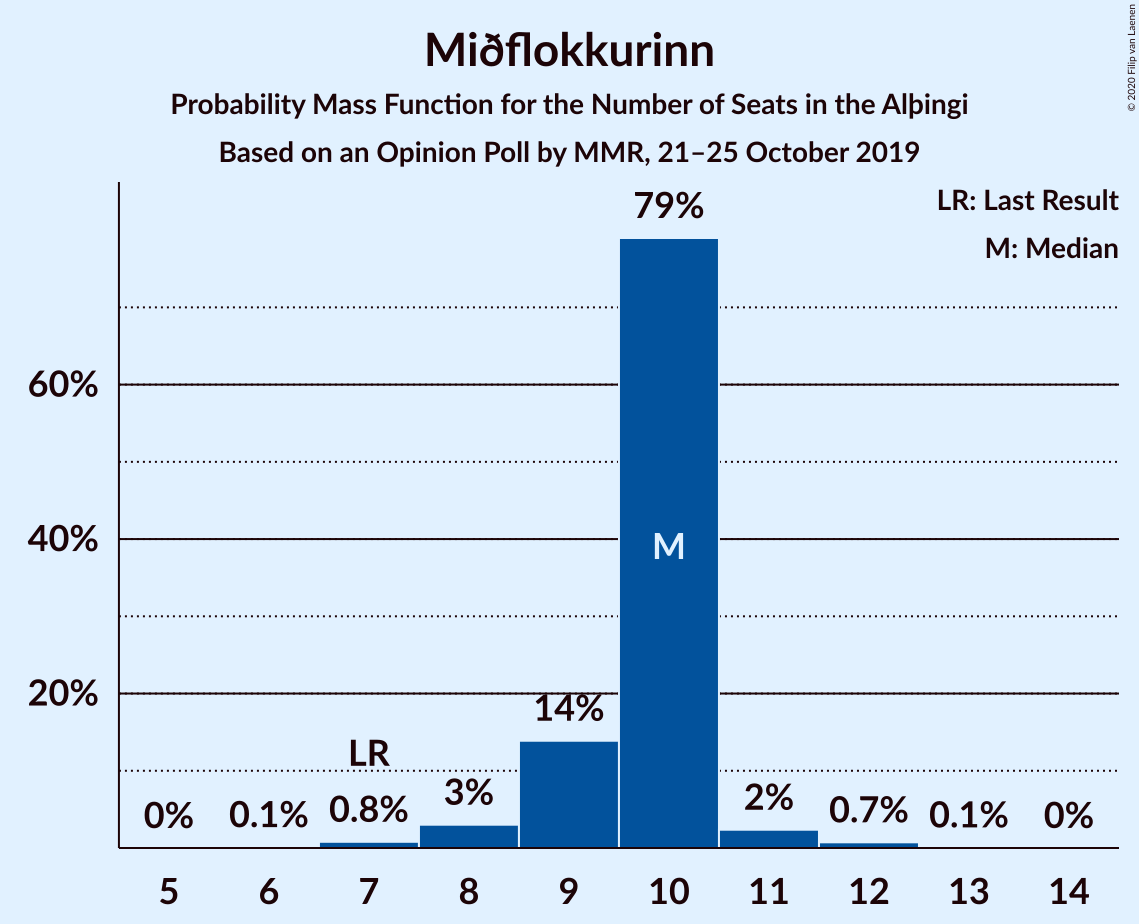 Miðflokkurinn
Probability Mass Function for the Number of Seats in the Alþingi
Based on an Opinion Poll by MMR, 21–25 October 2019
© 2020 Filip van Laenen
LR: Last Result
M: Median
79%
60%
40%
M
20%
14%
LR
3%
2%
0%
0.1%
0.8%
0.7%
0.1%
0%
5 6 7 8 9 10 11 12 13 14